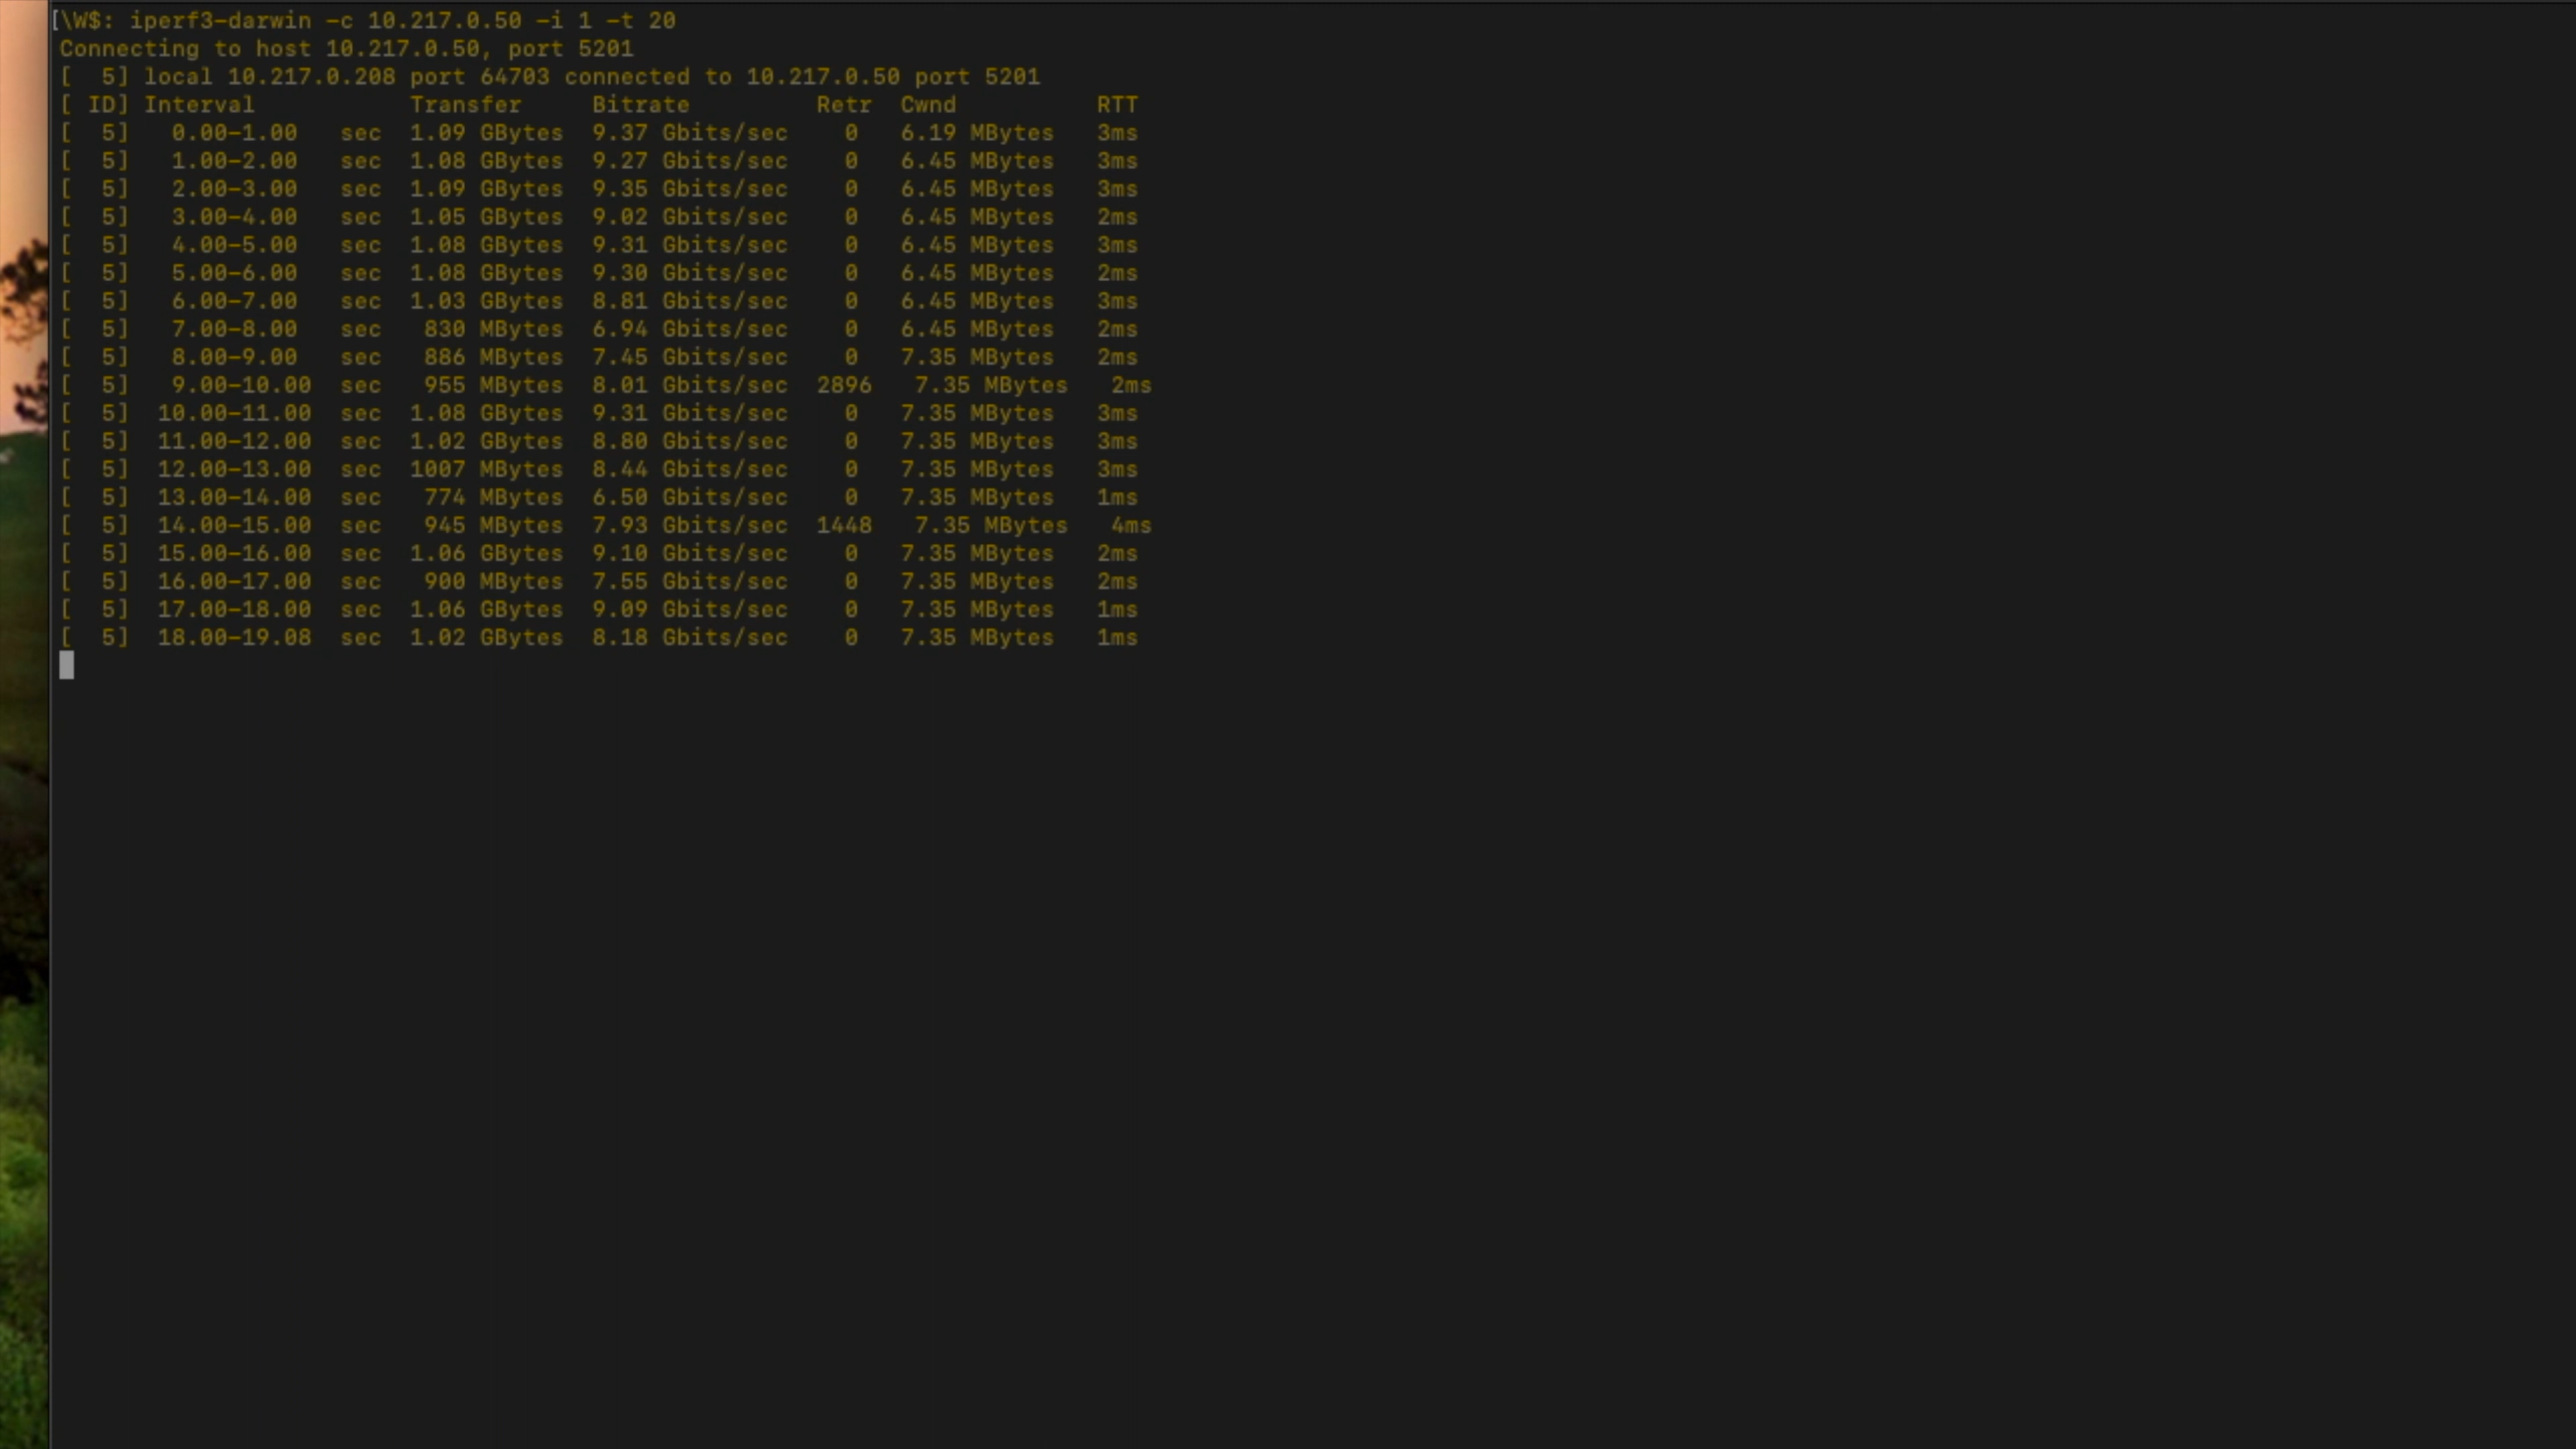 [\W$: iperf3-darwin -c 10.217.0.50 -i 1 -t 20
Connecting to host 10.217.0.50, port 5201
[  5] local 10.217.0.208 port 64703 connected to 10.217.0.50 port 5201
[ ID] Interval           Transfer     Bitrate         Retr  Cwnd          RTT
[  5]   0.00-1.00   sec  1.09 GBytes  9.37 Gbits/sec    0   6.19 MBytes   3ms
[  5]   1.00-2.00   sec  1.08 GBytes  9.27 Gbits/sec    0   6.45 MBytes   3ms
[  5]   2.00-3.00   sec  1.09 GBytes  9.35 Gbits/sec    0   6.45 MBytes   3ms
[  5]   3.00-4.00   sec  1.05 GBytes  9.02 Gbits/sec    0   6.45 MBytes   2ms
[  5]   4.00-5.00   sec  1.08 GBytes  9.31 Gbits/sec    0   6.45 MBytes   3ms
[  5]   5.00-6.00   sec  1.08 GBytes  9.30 Gbits/sec    0   6.45 MBytes   2ms
[  5]   6.00-7.00   sec  1.03 GBytes  8.81 Gbits/sec    0   6.45 MBytes   3ms
[  5]   7.00-8.00   sec   830 MBytes  6.94 Gbits/sec    0   6.45 MBytes   2ms
[  5]   8.00-9.00   sec   886 MBytes  7.45 Gbits/sec    0   7.35 MBytes   2ms
[  5]   9.00-10.00  sec   955 MBytes  8.01 Gbits/sec  2896   7.35 MBytes   2ms
[  5]  10.00-11.00  sec  1.08 GBytes  9.31 Gbits/sec    0   7.35 MBytes   3ms
[  5]  11.00-12.00  sec  1.02 GBytes  8.80 Gbits/sec    0   7.35 MBytes   3ms
[  5]  12.00-13.00  sec  1007 MBytes  8.44 Gbits/sec    0   7.35 MBytes   3ms
[  5]  13.00-14.00  sec   774 MBytes  6.50 Gbits/sec    0   7.35 MBytes   1ms
[  5]  14.00-15.00  sec   945 MBytes  7.93 Gbits/sec  1448   7.35 MBytes   4ms
[  5]  15.00-16.00  sec  1.06 GBytes  9.10 Gbits/sec    0   7.35 MBytes   2ms
[  5]  16.00-17.00  sec   900 MBytes  7.55 Gbits/sec    0   7.35 MBytes   2ms
[  5]  17.00-18.00  sec  1.06 GBytes  9.09 Gbits/sec    0   7.35 MBytes   1ms
[  5]  18.00-19.08  sec  1.02 GBytes  8.18 Gbits/sec    0   7.35 MBytes   1ms